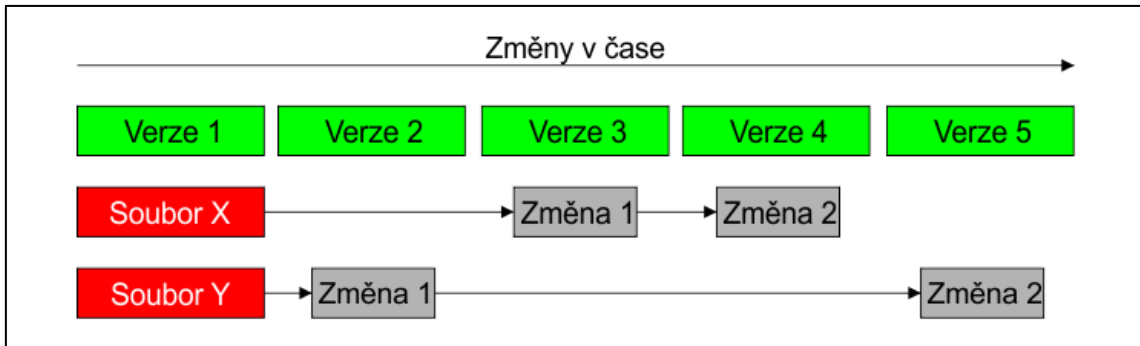 Změny v čase
Verze 1 Verze 2 Verze 3 Verze 4 Verze 5
Soubor X Změna 1 Změna 2
Soubor Y Změna 1 Změna 2